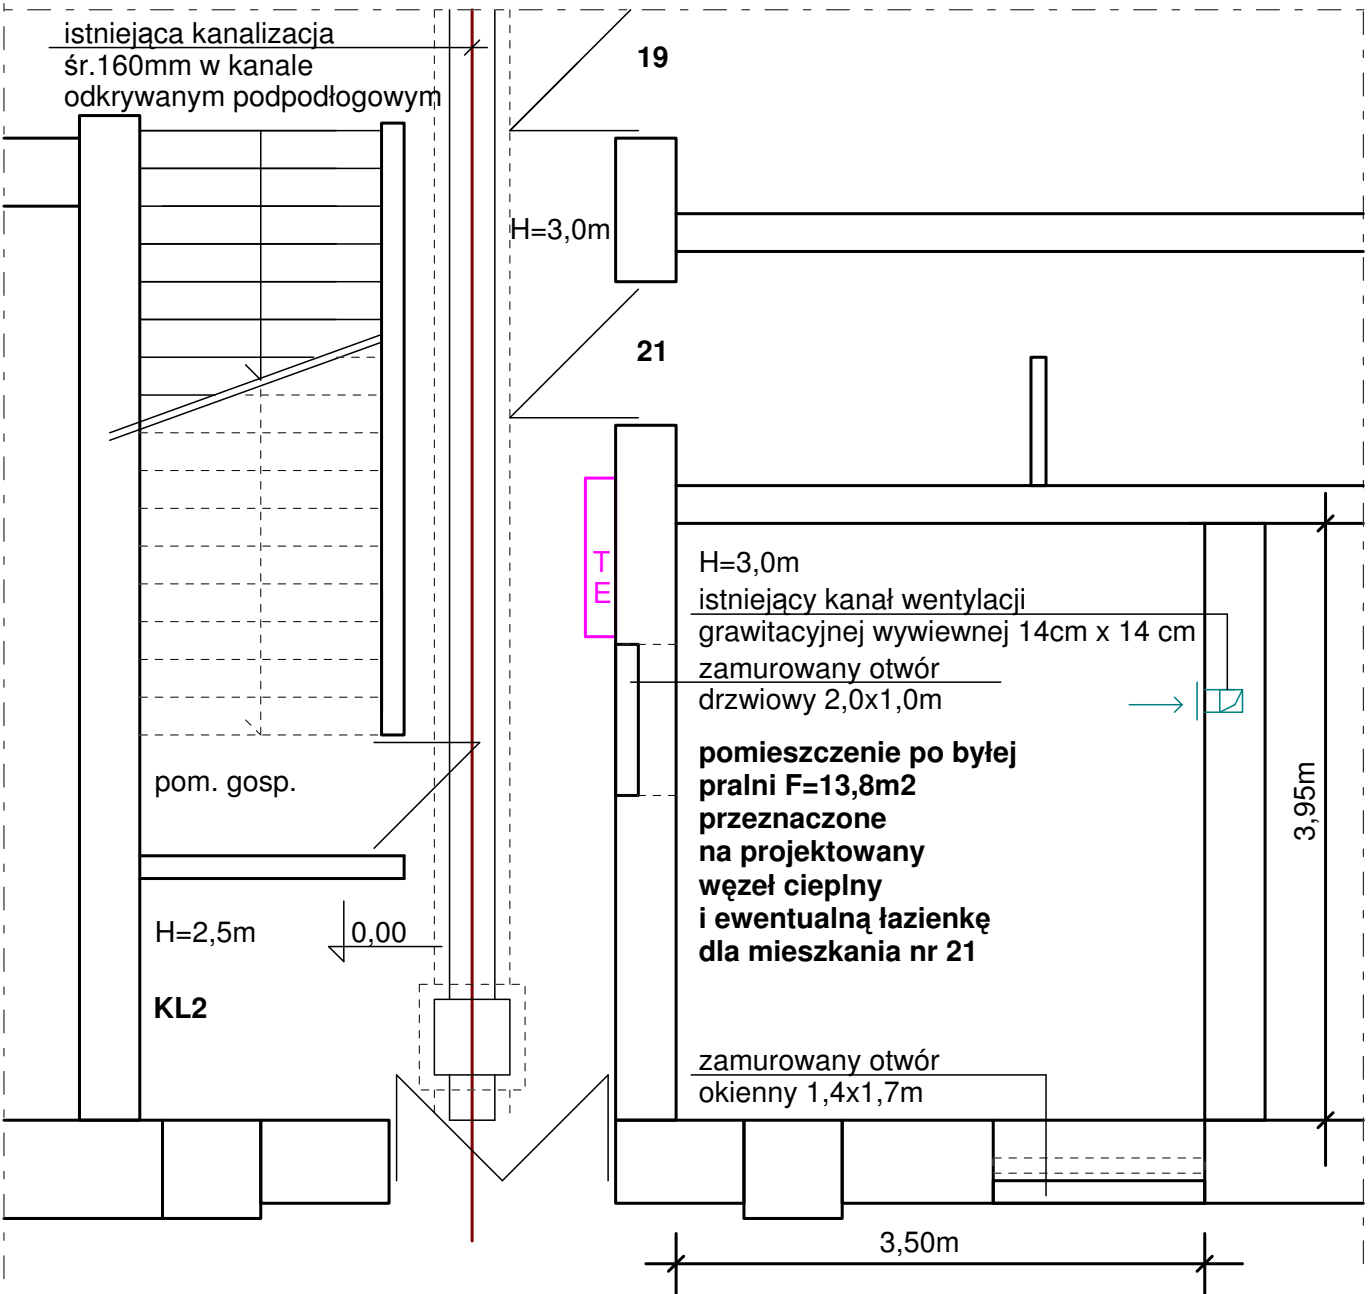 istniejąca kanalizacja
śr.160mm w kanale
odkrywanym podpodłogowym
19
H=3,0m
21
T
E
H=3,0m
istniejący kanał wentylacji
grawitacyjnej wywiewnej 14cm x 14 cm
zamurowany otwór
drzwiowy 2,0x1,0m
pomieszczenie po byłej
pralni F=13,8m2
przeznaczone
na projektowany
węzeł cieplny
i ewentualną łazienkę
dla mieszkania nr 21
3,95m
pom. gosp.
H=2,5m
0,00
KL2
zamurowany otwór
okienny 1,4x1,7m
3,50m